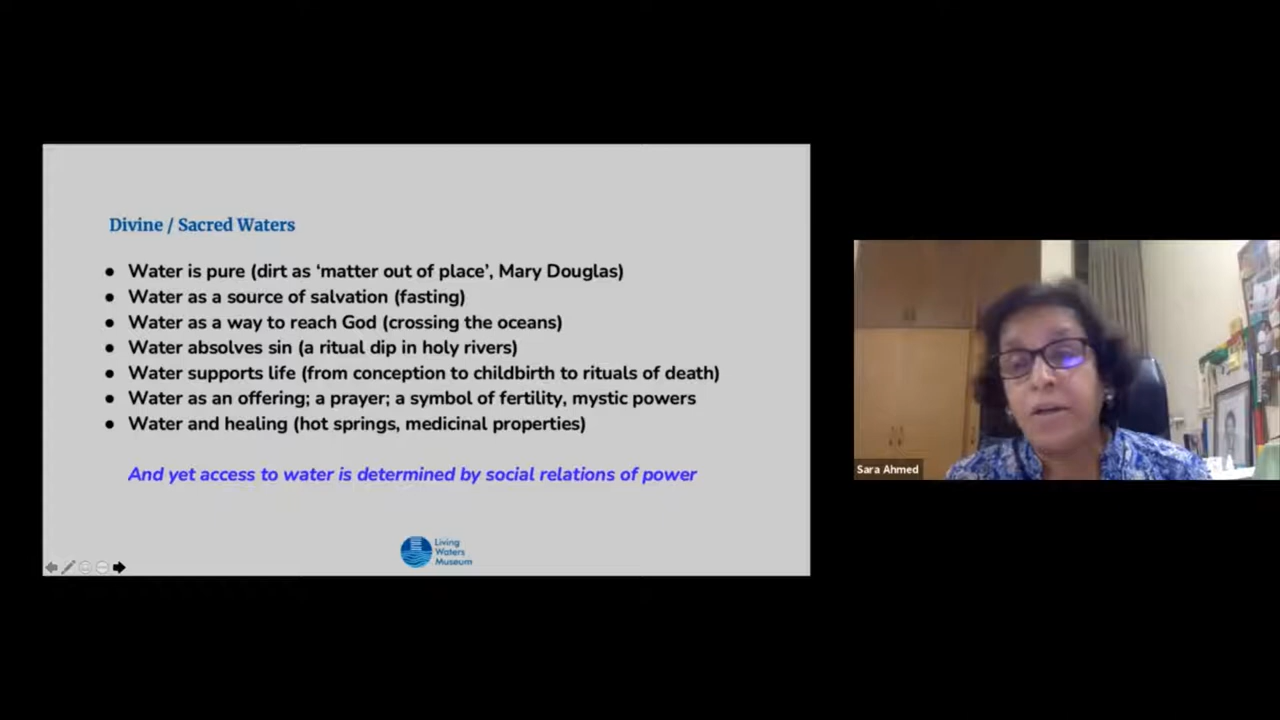 Divine / Sacred Waters
● Water is pure (dirt as ‘matter out of place’, Mary Douglas)
● Water as a source of salvation (fasting)
● Water as a way to reach God (crossing the oceans)
● Water absolves sin (a ritual dip in holy rivers)
● Water supports life (from conception to childbirth to rituals of death)
● Water as an offering; a prayer; a symbol of fertility, mystic powers
● Water and healing (hot springs, medicinal properties)
And yet access to water is determined by social relations of power
Living
Waters
Museum
Sara Ahmed